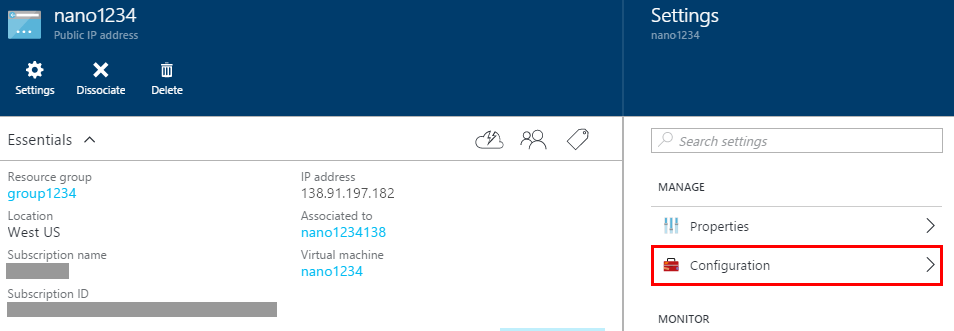 nano1234
Public IP address
Settings
Dissociate
Delete
Essentials
Resource group
group1234
Location
West US
Subscription name
Subscription ID
IP address
138.91.197.182
Associated to
nano1234138
Virtual machine
nano1234
Settings
nano1234
Search settings
MANAGE
Properties
Configuration
MONITOR